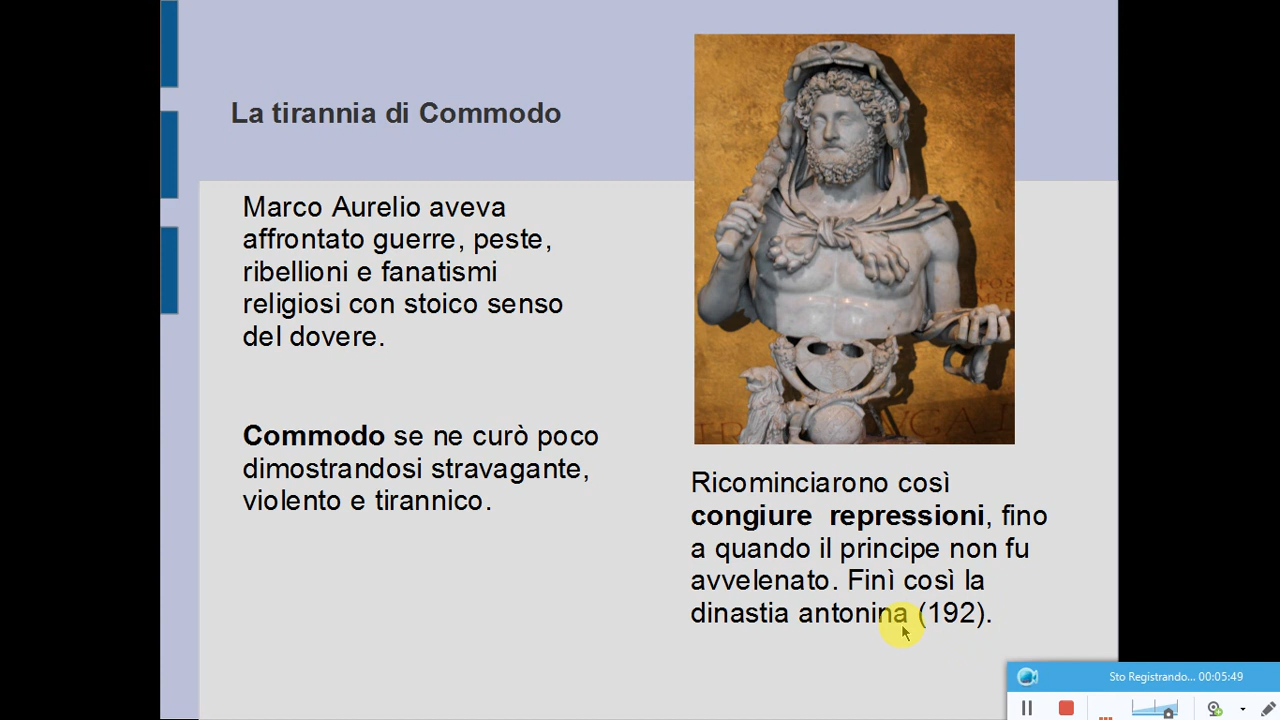 La tirannia di Commodo
Marco Aurelio aveva
affrontato guerre, peste,
ribellioni e fanatismi
religiosi con stoico senso
del dovere.
Commodo se ne curò poco
dimostrandosi stravagante,
violento e tirannico.
Ricominciarono così
congiure  repressioni, fino
a quando il principe non fu
avvelenato. Finì così la
dinastia antonina (192).
Sto Registrando... 00:05:49